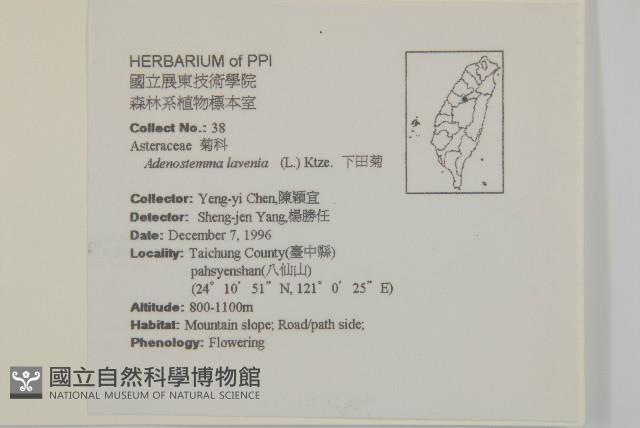 HERBARIUM of PPI
國立屏東技術學院
森林系植物標本室
Collect No.: 38
Asteraceae 菊科
Adenostemma lavenia (L.) Ktze. 下田菊
Collector: Yeng-yi Chen,陳穎宜
Detector: Sheng-jen Yang,楊勝任
Date: December 7, 1996
Locality: Taichung County(臺中縣)
pahsyenshan(八仙山)
(24° 10' 51" N, 121° 0' 25" E)
Altitude: 800-1100m
Habitat: Mountain slope; Road/path side;
Phenology: Flowering
國立自然科學博物館
NATIONAL MUSEUM OF NATURAL SCIENCE